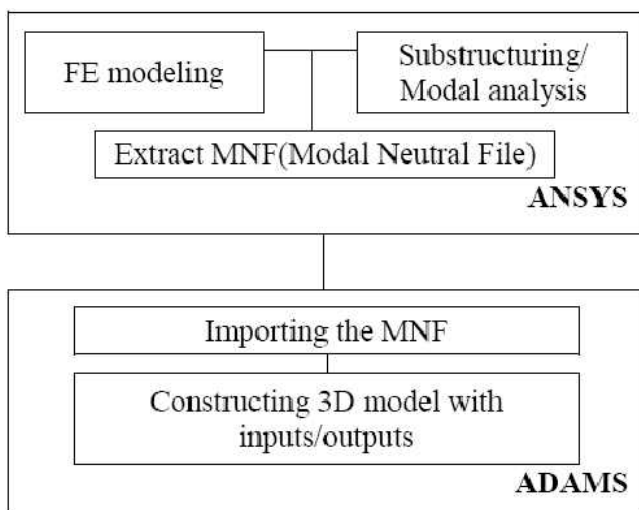 FE modeling
Substructuring/
Modal analysis
Extract MNF(Modal Neutral File)
ANSYS
Importing the MNF
Constructing 3D model with
inputs/outputs
ADAMS